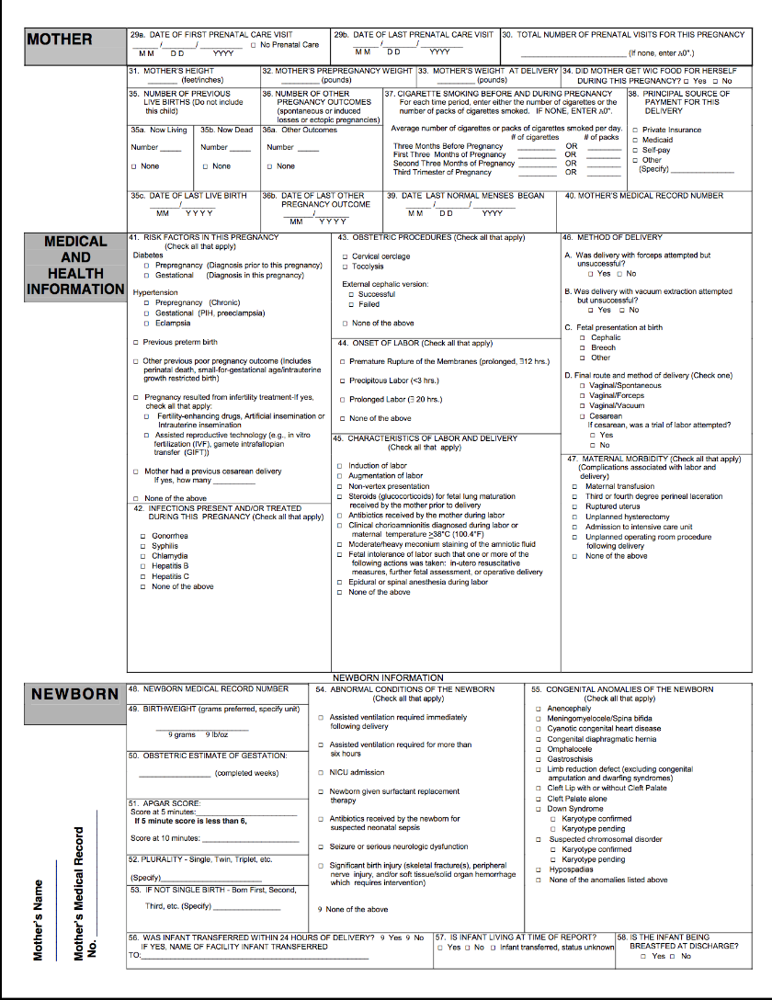 MOTHER
29a. DATE OF FIRST PRENATAL CARE VISIT
______/________/__________ □ No Prenatal Care
M M D D YYYY
29b. DATE OF LAST PRENATAL CARE VISIT
______/________/__________
M M D D YYYY
30. TOTAL NUMBER OF PRENATAL VISITS FOR THIS PREGNANCY
_________________________ (If none, enter ∧0".)
31. MOTHER'S HEIGHT
_______ (feet/inches)
32. MOTHER'S PREPREGNANCY WEIGHT
_________ (pounds)
33. MOTHER'S WEIGHT AT DELIVERY
_________ (pounds)
34. DID MOTHER GET WIC FOOD FOR HERSELF
DURING THIS PREGNANCY? □ Yes □ No
35. NUMBER OF PREVIOUS
LIVE BIRTHS (Do not include
this child)
35a. Now Living
Number _____
□ None
35b. Now Dead
Number _____
□ None
36. NUMBER OF OTHER
PREGNANCY OUTCOMES
(spontaneous or induced
losses or ectopic pregnancies)
36a. Other Outcomes
Number _____
□ None
37. CIGARETTE SMOKING BEFORE AND DURING PREGNANCY
For each time period, enter either the number of cigarettes or the
number of packs of cigarettes smoked. IF NONE, ENTER ∧0".
Average number of cigarettes or packs of cigarettes smoked per day.
# of cigarettes # of packs
Three Months Before Pregnancy _________ OR ________
First Three Months of Pregnancy _________ OR ________
Second Three Months of Pregnancy _________ OR ________
Third Trimester of Pregnancy _________ OR ________
38. PRINCIPAL SOURCE OF
PAYMENT FOR THIS
DELIVERY
□ Private Insurance
□ Medicaid
□ Self-pay
□ Other
(Specify) _______________
35c. DATE OF LAST LIVE BIRTH
_______/________
MM Y Y Y Y
36b. DATE OF LAST OTHER
PREGNANCY OUTCOME
_______/________
MM Y Y Y Y
39. DATE LAST NORMAL MENSES BEGAN
______/________/__________
M M D D YYYY
40. MOTHER'S MEDICAL RECORD NUMBER
MEDICAL
AND
HEALTH
INFORMATION
41. RISK FACTORS IN THIS PREGNANCY
(Check all that apply)
Diabetes
□ Prepregnancy (Diagnosis prior to this pregnancy)
□ Gestational (Diagnosis in this pregnancy)
Hypertension
□ Prepregnancy (Chronic)
□ Gestational (PIH, preeclampsia)
□ Eclampsia
□ Previous preterm birth
□ Other previous poor pregnancy outcome (Includes
perinatal death, small-for-gestational age/intrauterine
growth restricted birth)
□ Pregnancy resulted from infertility treatment-If yes,
check all that apply:
□ Fertility-enhancing drugs, Artificial insemination or
Intrauterine insemination
□ Assisted reproductive technology (e.g., in vitro
fertilization (IVF), gamete intrafallopian
transfer (GIFT))
□ Mother had a previous cesarean delivery
If yes, how many __________
□ None of the above
42. INFECTIONS PRESENT AND/OR TREATED
DURING THIS PREGNANCY (Check all that apply)
□ Gonorrhea
□ Syphilis
□ Chlamydia
□ Hepatitis B
□ Hepatitis C
□ None of the above
43. OBSTETRIC PROCEDURES (Check all that apply)
□ Cervical cerclage
□ Tocolysis
External cephalic version:
□ Successful
□ Failed
□ None of the above
44. ONSET OF LABOR (Check all that apply)
□ Premature Rupture of the Membranes (prolonged, ∃12 hrs.)
□ Precipitous Labor (<3 hrs.)
□ Prolonged Labor (∃ 20 hrs.)
□ None of the above
45. CHARACTERISTICS OF LABOR AND DELIVERY
(Check all that apply)
□ Induction of labor
□ Augmentation of labor
□ Non-vertex presentation
□ Steroids (glucocorticoids) for fetal lung maturation
received by the mother prior to delivery
□ Antibiotics received by the mother during labor
□ Clinical chorioamnionitis diagnosed during labor or
maternal temperature ≥38°C (100.4°F)
□ Moderate/heavy meconium staining of the amniotic fluid
□ Fetal intolerance of labor such that one or more of the
following actions was taken: in-utero resuscitative
measures, further fetal assessment, or operative delivery
□ Epidural or spinal anesthesia during labor
□ None of the above
46. METHOD OF DELIVERY
A. Was delivery with forceps attempted but
unsuccessful?
□ Yes □ No
B. Was delivery with vacuum extraction attempted
but unsuccessful?
□ Yes □ No
C. Fetal presentation at birth
□ Cephalic
□ Breech
□ Other
D. Final route and method of delivery (Check one)
□ Vaginal/Spontaneous
□ Vaginal/Forceps
□ Vaginal/Vacuum
□ Cesarean
If cesarean, was a trial of labor attempted?
□ Yes
□ No
47. MATERNAL MORBIDITY (Check all that apply)
(Complications associated with labor and
delivery)
□ Maternal transfusion
□ Third or fourth degree perineal laceration
□ Ruptured uterus
□ Unplanned hysterectomy
□ Admission to intensive care unit
□ Unplanned operating room procedure
following delivery
□ None of the above
NEWBORN INFORMATION
NEWBORN
48. NEWBORN MEDICAL RECORD NUMBER
49. BIRTHWEIGHT (grams preferred, specify unit)
______________________
9 grams 9 lb/oz
50. OBSTETRIC ESTIMATE OF GESTATION:
_________________ (completed weeks)
51. APGAR SCORE:
Score at 5 minutes:________________________
If 5 minute score is less than 6,
Score at 10 minutes: _______________________
52. PLURALITY - Single, Twin, Triplet, etc.
(Specify)________________________
53. IF NOT SINGLE BIRTH - Born First, Second,
Third, etc. (Specify) ________________
54. ABNORMAL CONDITIONS OF THE NEWBORN
(Check all that apply)
□ Assisted ventilation required immediately
following delivery
□ Assisted ventilation required for more than
six hours
□ NICU admission
□ Newborn given surfactant replacement
therapy
□ Antibiotics received by the newborn for
suspected neonatal sepsis
□ Seizure or serious neurologic dysfunction
□ Significant birth injury (skeletal fracture(s), peripheral
nerve injury, and/or soft tissue/solid organ hemorrhage
which requires intervention)
9 None of the above
55. CONGENITAL ANOMALIES OF THE NEWBORN
(Check all that apply)
□ Anencephaly
□ Meningomyelocele/Spina bifida
□ Cyanotic congenital heart disease
□ Congenital diaphragmatic hernia
□ Omphalocele
□ Gastroschisis
□ Limb reduction defect (excluding congenital
amputation and dwarfing syndromes)
□ Cleft Lip with or without Cleft Palate
□ Cleft Palate alone
□ Down Syndrome
□ Karyotype confirmed
□ Karyotype pending
□ Suspected chromosomal disorder
□ Karyotype confirmed
□ Karyotype pending
□ Hypospadias
□ None of the anomalies listed above
56. WAS INFANT TRANSFERRED WITHIN 24 HOURS OF DELIVERY? 9 Yes 9 No
IF YES, NAME OF FACILITY INFANT TRANSFERRED
TO:______________________________________________________
57. IS INFANT LIVING AT TIME OF REPORT?
□ Yes □ No □ Infant transferred, status unknown
58. IS THE INFANT BEING
BREASTFED AT DISCHARGE?
□ Yes □ No
Mother's Name
________________
Mother's Medical Record
No. ________________________